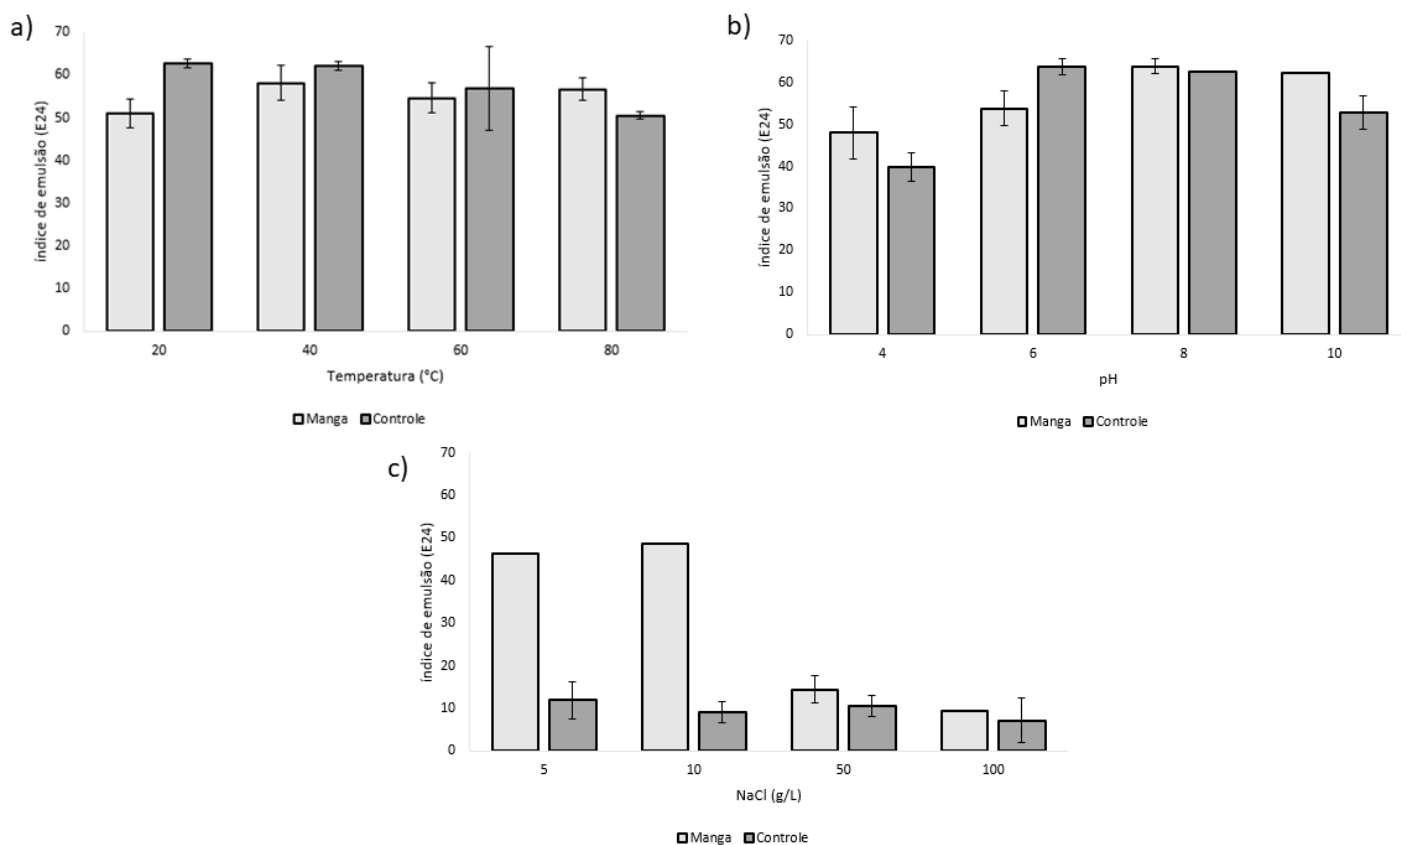 a)
70
60
50
40
30
20
10
0
índice de emulsão (E24)
20 40 60 80
Temperatura (°C)
Manga Controle
b)
70
60
50
40
30
20
10
0
índice de emulsão (E24)
4 6 8 10
pH
Manga Controle
c)
70
60
50
40
30
20
10
0
índice de emulsão (E24)
5 10 50 100
NaCl (g/L)
Manga Controle